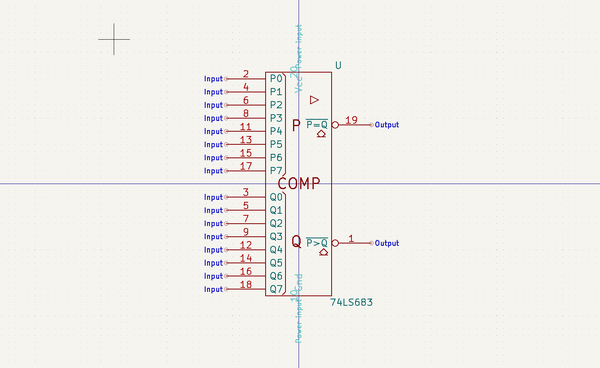 Power input
20
Vcc
U
Input 2 P0
Input 4 P1
Input 6 P2
Input 8 P3
Input 11 P4
Input 13 P5
Input 15 P6
Input 17 P7
P P=Q 19 Output
COMP
Input 3 Q0
Input 5 Q1
Input 7 Q2
Input 9 Q3
Input 12 Q4
Input 14 Q5
Input 16 Q6
Input 18 Q7
Q P>Q 1 Output
Gnd
10
Power input
74LS683